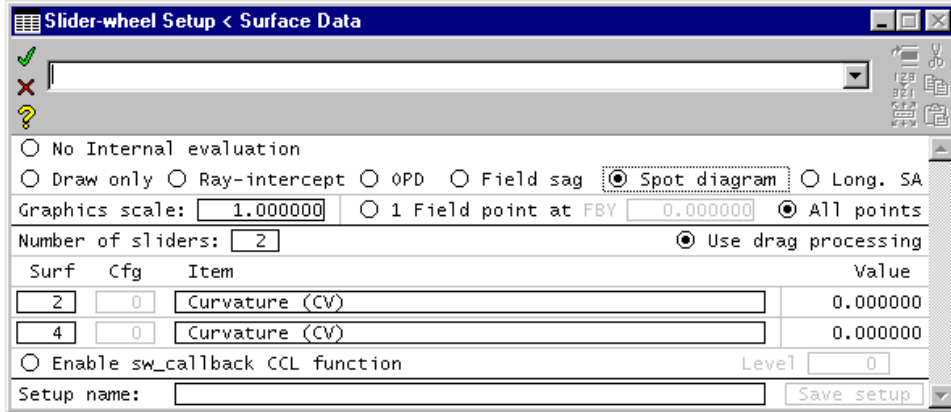 Slider-wheel Setup < Surface Data
No Internal evaluation
Draw only Ray-intercept OPD Field sag Spot diagram Long. SA
Graphics scale: 1.000000 1 Field point at FBY 0.000000 All points
Number of sliders: 2 Use drag processing
Surf Cfg Item Value
2 0 Curvature (CV) 0.000000
4 0 Curvature (CV) 0.000000
Enable sw_callback CCL function Level 0
Setup name: Save setup